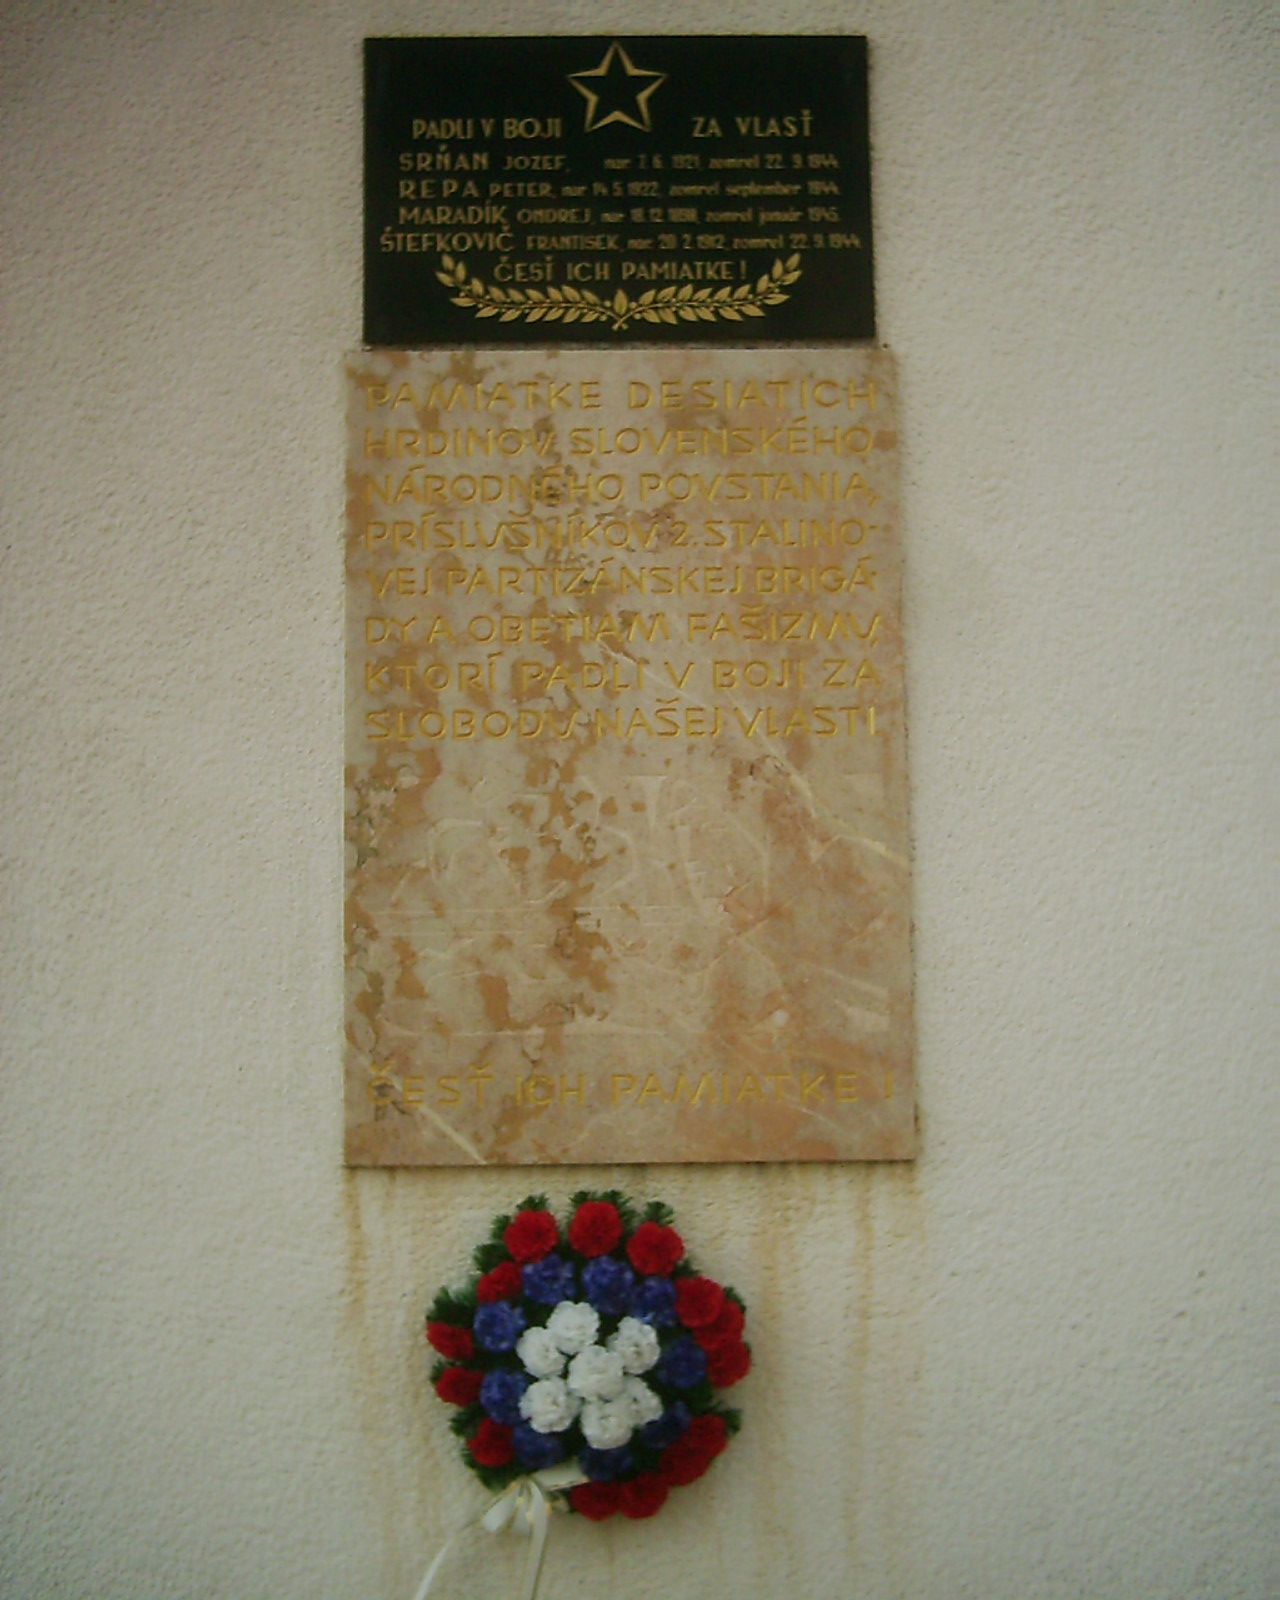 PADLI V BOJI ZA VLASŤ
SRŇAN JOZEF, nar. 7. 6. 1921, zomrel 22. 9. 1944.
REPA PETER, nar. 14. 5. 1922, zomrel september 1944.
MARADÍK ONDREJ, nar. 18. 12. 1898, zomrel január 1945.
ŠTEFKOVIČ FRANTIŠEK, nar. 20. 2. 1912, zomrel 22. 9. 1944.
ČESŤ ICH PAMIATKE!
PAMIATKE DESIATICH
HRDINOV SLOVENSKÉHO
NÁRODNÉHO POVSTANIA,
PRÍSLUŠNÍKOV 2. STALINO-
VEJ PARTIZÁNSKEJ BRIGÁ-
DY A OBETIAM FAŠIZMU,
KTORÍ PADLI V BOJI ZA
SLOBODU NAŠEJ VLASTI
ČESŤ ICH PAMIATKE!